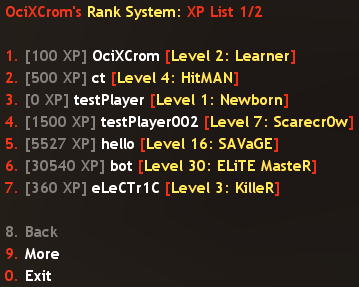 OciXCrom's Rank System: XP List 1/2
1. [100 XP] OciXCrom [Level 2: Learner]
2. [500 XP] ct [Level 4: HitMAN]
3. [0 XP] testPlayer [Level 1: Newborn]
4. [1500 XP] testPlayer002 [Level 7: Scarecr0w]
5. [5527 XP] hello [Level 16: SAVaGE]
6. [30540 XP] bot [Level 30: ELiTE MasteR]
7. [360 XP] eLeCTr1C [Level 3: KilleR]
8. Back
9. More
0. Exit